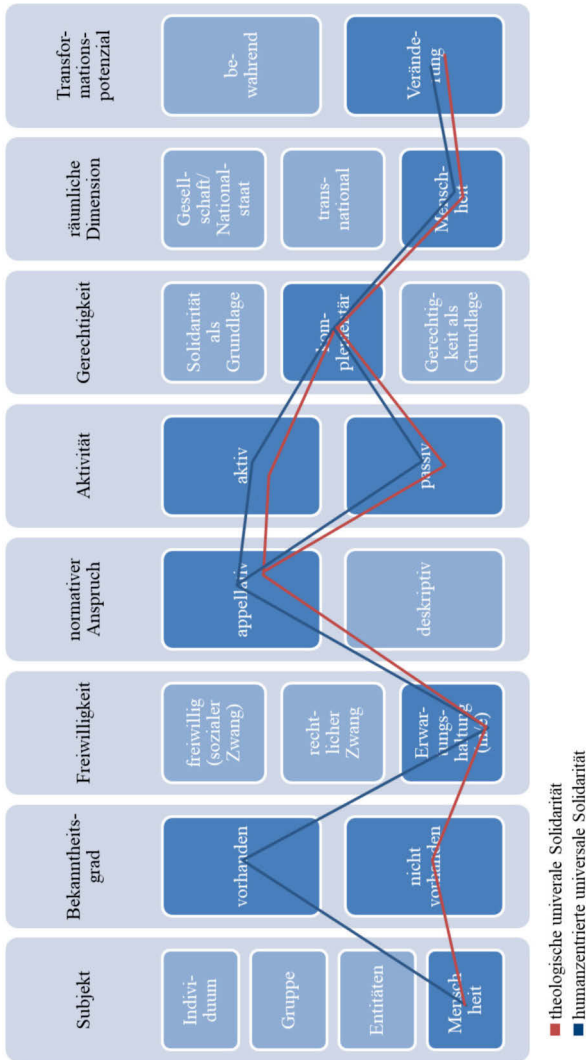 Subjekt
Indivi-
duum
Gruppe
Entitäten
Mensch-
heit
Bekanntheits-
grad
vorhanden
nicht
vorhanden
Freiwilligkeit
freiwillig
(sozialer
Zwang)
recht-
licher
Zwang
Erwar-
tungs-
haltung
normativer
Anspruch
appellativ
deskriptiv
Aktivität
aktiv
passiv
Gerechtigkeit
Solidarität
als
Grundlage
kom-
plementär
Gerechtig-
keit als
Grundlage
räumliche
Dimension
Gesell-
schaft/
National-
staat
trans-
national
Mensch-
heit
Transfor-
mations-
potenzial
be-
wahrend
Verände-
rung
theologische univerale Solidarität
humanzentrierte universale Solidarität